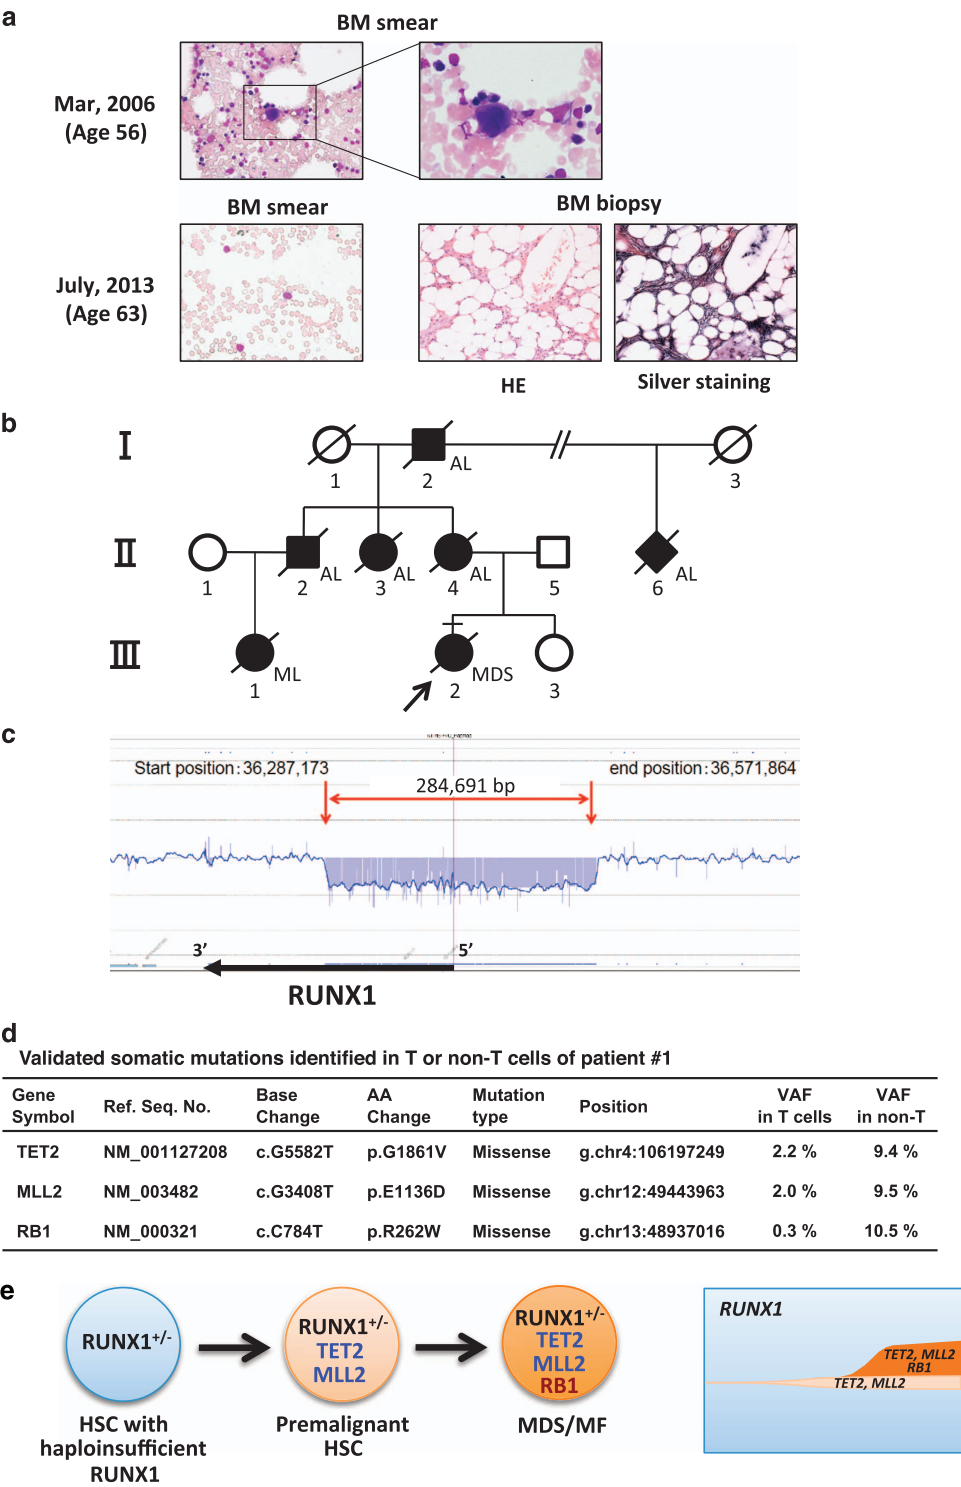 a
BM smear
Mar, 2006
(Age 56)
BM smear
BM biopsy
July, 2013
(Age 63)
HE
Silver staining
b
I
1
2
AL
3
II
1
2
AL
3
AL
4
AL
5
6
AL
III
1
ML
2
MDS
3
c
Start position: 36,287,173
end position: 36,571,864
284,691 bp
3’
5’
RUNX1
d
Validated somatic mutations identified in T or non-T cells of patient #1
Gene Symbol Ref. Seq. No. Base Change AA Change Mutation type Position VAF in T cells VAF in non-T
TET2 NM_001127208 c.G5582T p.G1861V Missense g.chr4:106197249 2.2 % 9.4 %
MLL2 NM_003482 c.G3408T p.E1136D Missense g.chr12:49443963 2.0 % 9.5 %
RB1 NM_000321 c.C784T p.R262W Missense g.chr13:48937016 0.3 % 10.5 %
e
RUNX1+/-
HSC with
haploinsufficient
RUNX1
RUNX1+/-
TET2
MLL2
Premalignant
HSC
RUNX1+/-
TET2
MLL2
RB1
MDS/MF
RUNX1
TET2, MLL2
RB1
TET2, MLL2